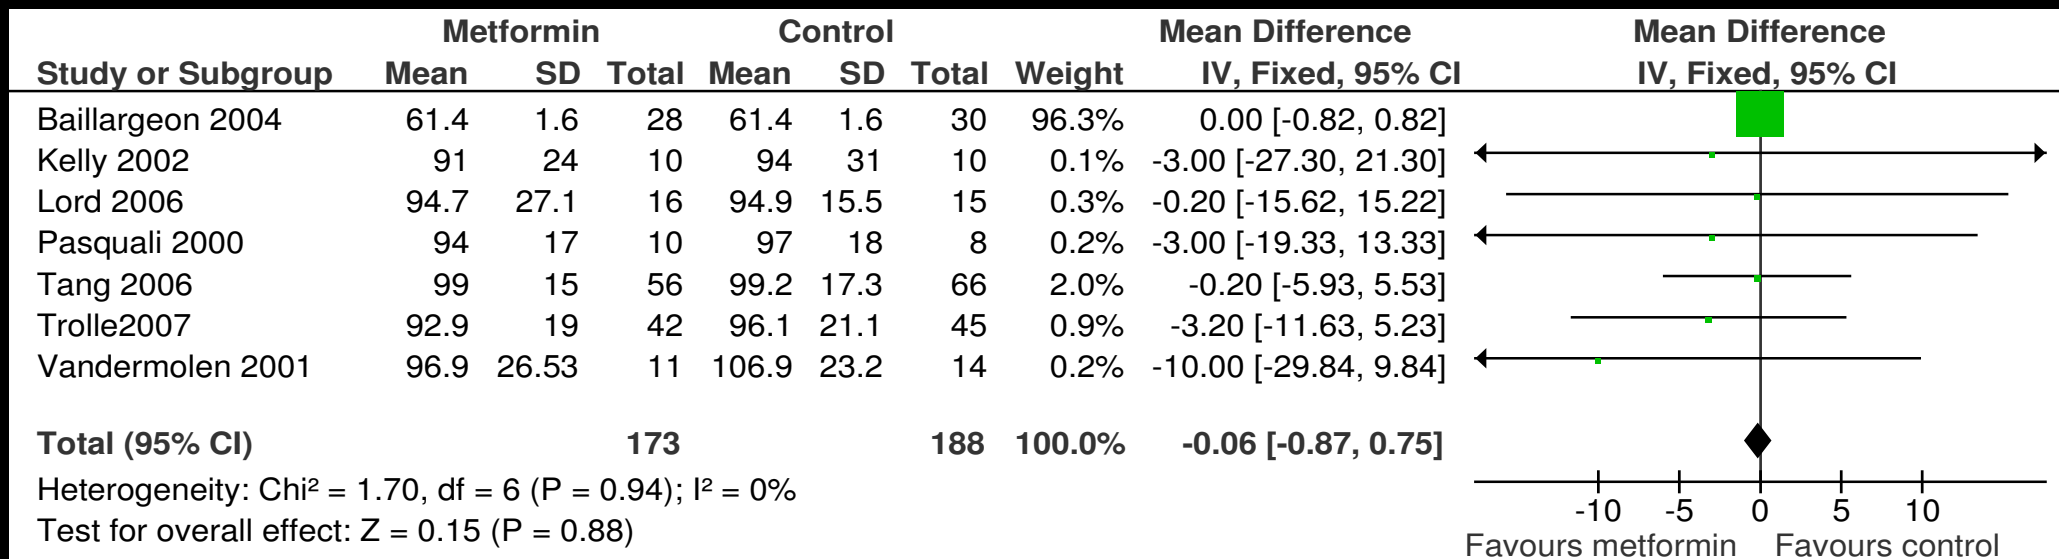 Metformin Control Mean Difference Mean Difference
Study or Subgroup Mean SD Total Mean SD Total Weight IV, Fixed, 95% CI IV, Fixed, 95% CI
Baillargeon 2004 61.4 1.6 28 61.4 1.6 30 96.3% 0.00 [-0.82, 0.82]
Kelly 2002 91 24 10 94 31 10 0.1% -3.00 [-27.30, 21.30]
Lord 2006 94.7 27.1 16 94.9 15.5 15 0.3% -0.20 [-15.62, 15.22]
Pasquali 2000 94 17 10 97 18 8 0.2% -3.00 [-19.33, 13.33]
Tang 2006 99 15 56 99.2 17.3 66 2.0% -0.20 [-5.93, 5.53]
Trolle2007 92.9 19 42 96.1 21.1 45 0.9% -3.20 [-11.63, 5.23]
Vandermolen 2001 96.9 26.53 11 106.9 23.2 14 0.2% -10.00 [-29.84, 9.84]
Total (95% CI) 173 188 100.0% -0.06 [-0.87, 0.75]
Heterogeneity: Chi² = 1.70, df = 6 (P = 0.94); I² = 0%
Test for overall effect: Z = 0.15 (P = 0.88)
-10 -5 0 5 10
Favours metformin Favours control